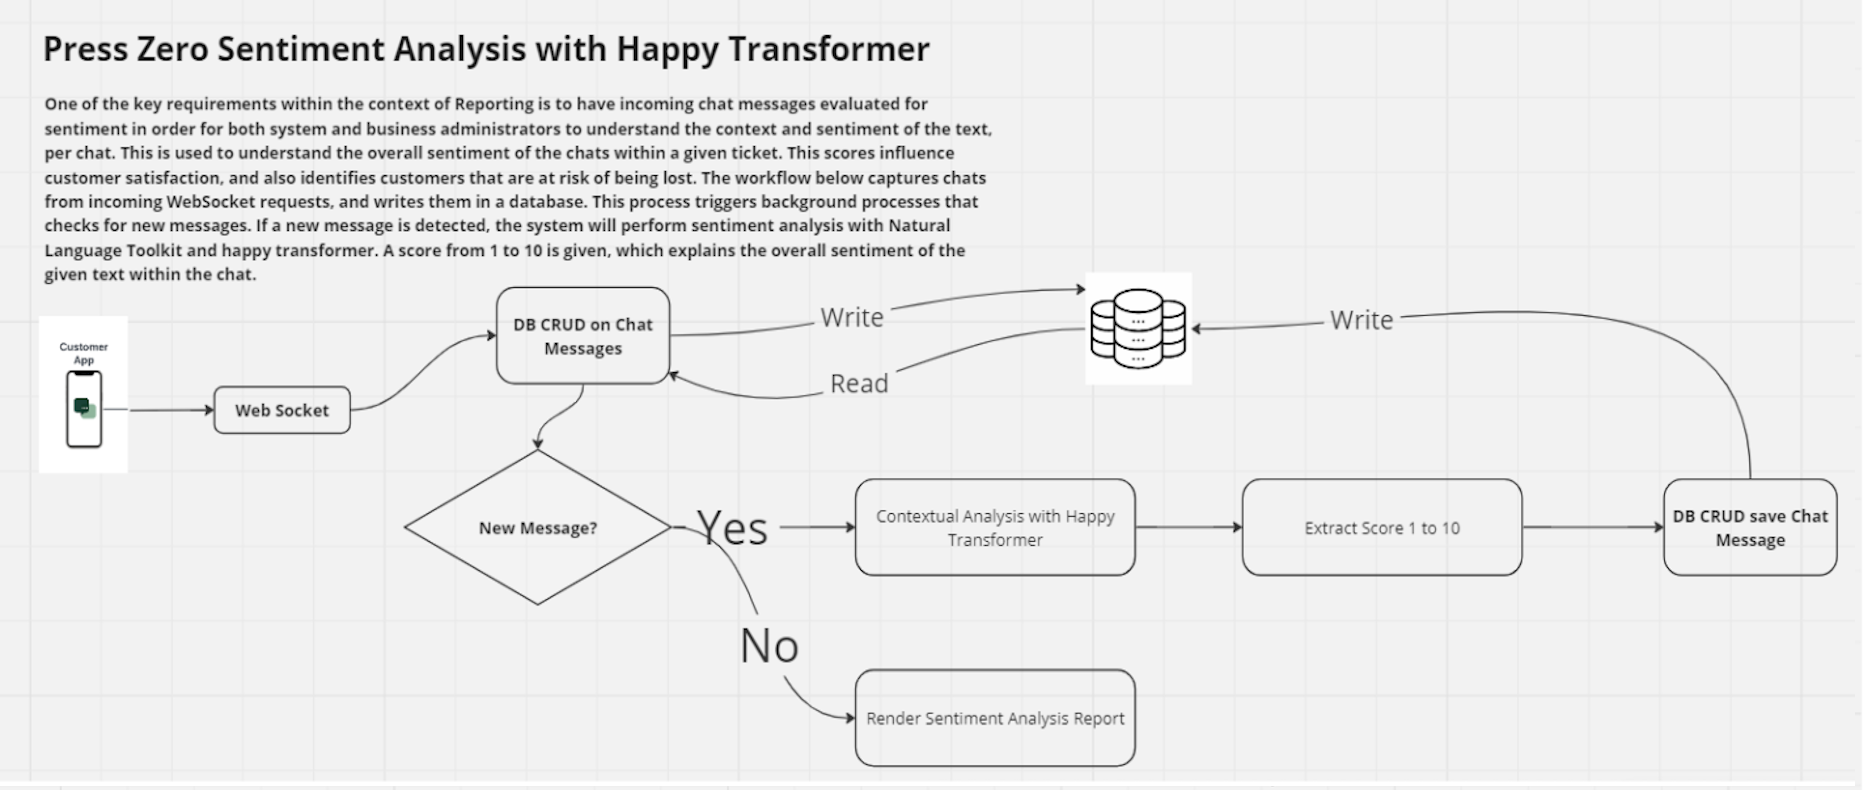 Press Zero Sentiment Analysis with Happy Transformer
One of the key requirements within the context of Reporting is to have incoming chat messages evaluated for
sentiment in order for both system and business administrators to understand the context and sentiment of the text,
per chat. This is used to understand the overall sentiment of the chats within a given ticket. This scores influence
customer satisfaction, and also identifies customers that are at risk of being lost. The workflow below captures chats
from incoming WebSocket requests, and writes them in a database. This process triggers background processes that
checks for new messages. If a new message is detected, the system will perform sentiment analysis with Natural
Language Toolkit and happy transformer. A score from 1 to 10 is given, which explains the overall sentiment of the
given text within the chat.
Customer
App
Web Socket
DB CRUD on Chat
Messages
Write
Read
Write
New Message?
Yes
Contextual Analysis with Happy
Transformer
Extract Score 1 to 10
DB CRUD save Chat
Message
No
Render Sentiment Analysis Report